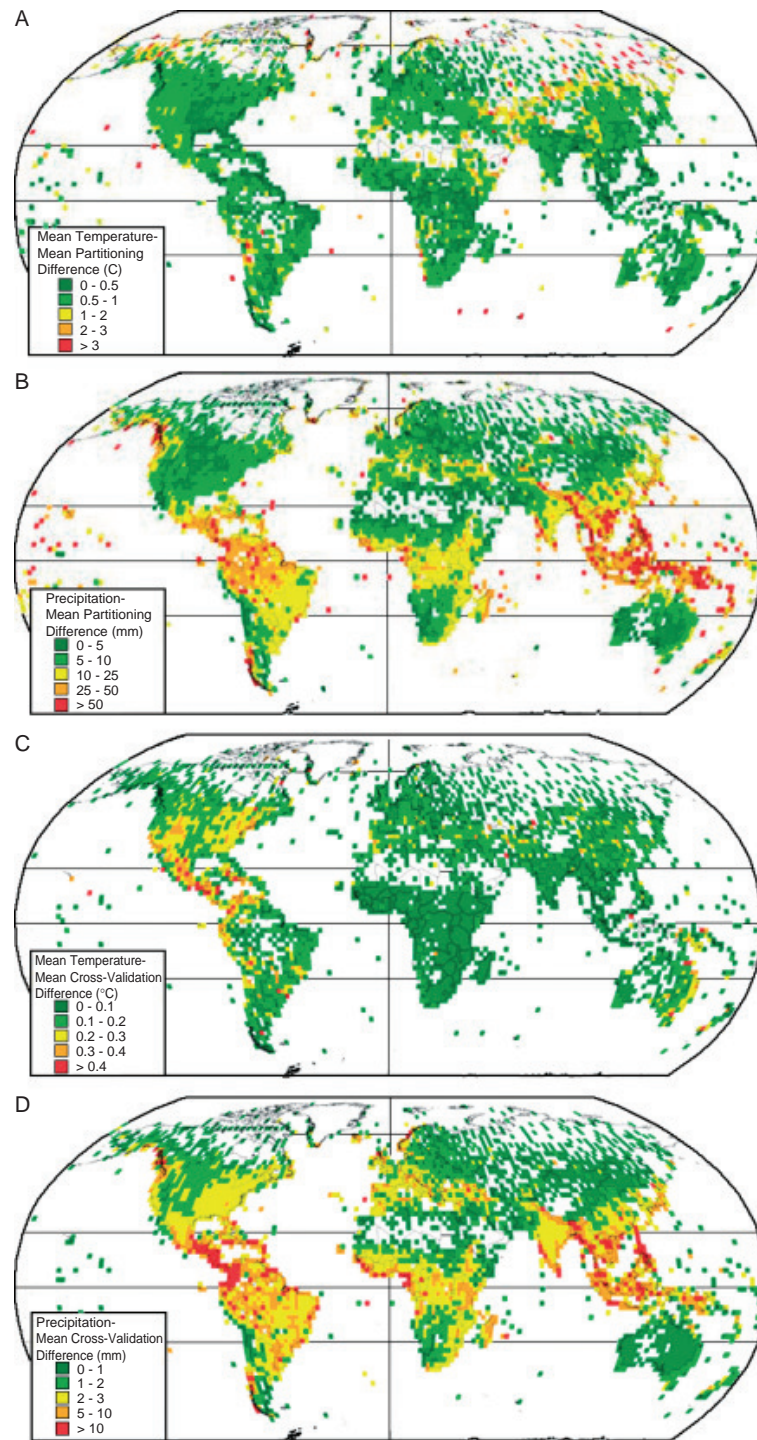 A
Mean Temperature-
Mean Partitioning
Difference (C)
0 - 0.5
0.5 - 1
1 - 2
2 - 3
> 3
B
Precipitation-
Mean Partitioning
Difference (mm)
0 - 5
5 - 10
10 - 25
25 - 50
> 50
C
Mean Temperature-
Mean Cross-Validation
Difference (°C)
0 - 0.1
0.1 - 0.2
0.2 - 0.3
0.3 - 0.4
> 0.4
D
Precipitation-
Mean Cross-Validation
Difference (mm)
0 - 1
1 - 2
2 - 3
5 - 10
> 10